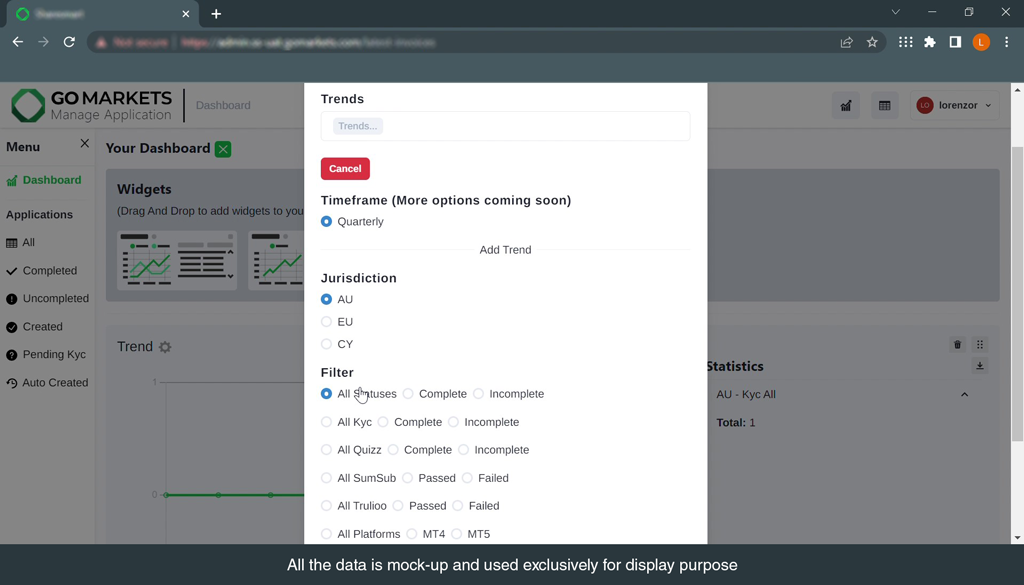 Not secure
GO MARKETS
Manage Application
Dashboard
LO lorenzor
L
Menu
Dashboard
Applications
All
Completed
Uncompleted
Created
Pending Kyc
Auto Created
Your Dashboard
Widgets
(Drag And Drop to add widgets to you
Trend
1
0
Trends
Trends...
Cancel
Timeframe (More options coming soon)
Quarterly
Add Trend
Jurisdiction
AU
EU
CY
Filter
All Statuses Complete Incomplete
All Kyc Complete Incomplete
All Quizz Complete Incomplete
All SumSub Passed Failed
All Trulioo Passed Failed
All Platforms MT4 MT5
Statistics
AU - Kyc All
Total: 1
All the data is mock-up and used exclusively for display purpose